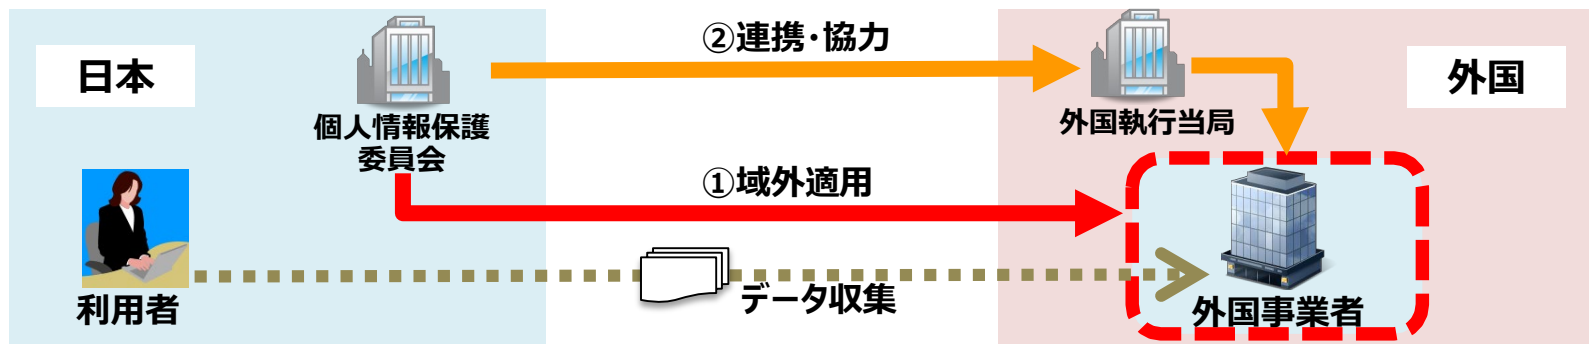 ②連携・協力
日本
外国
個人情報保護
委員会
外国執行当局
①域外適用
データ収集
利用者
外国事業者